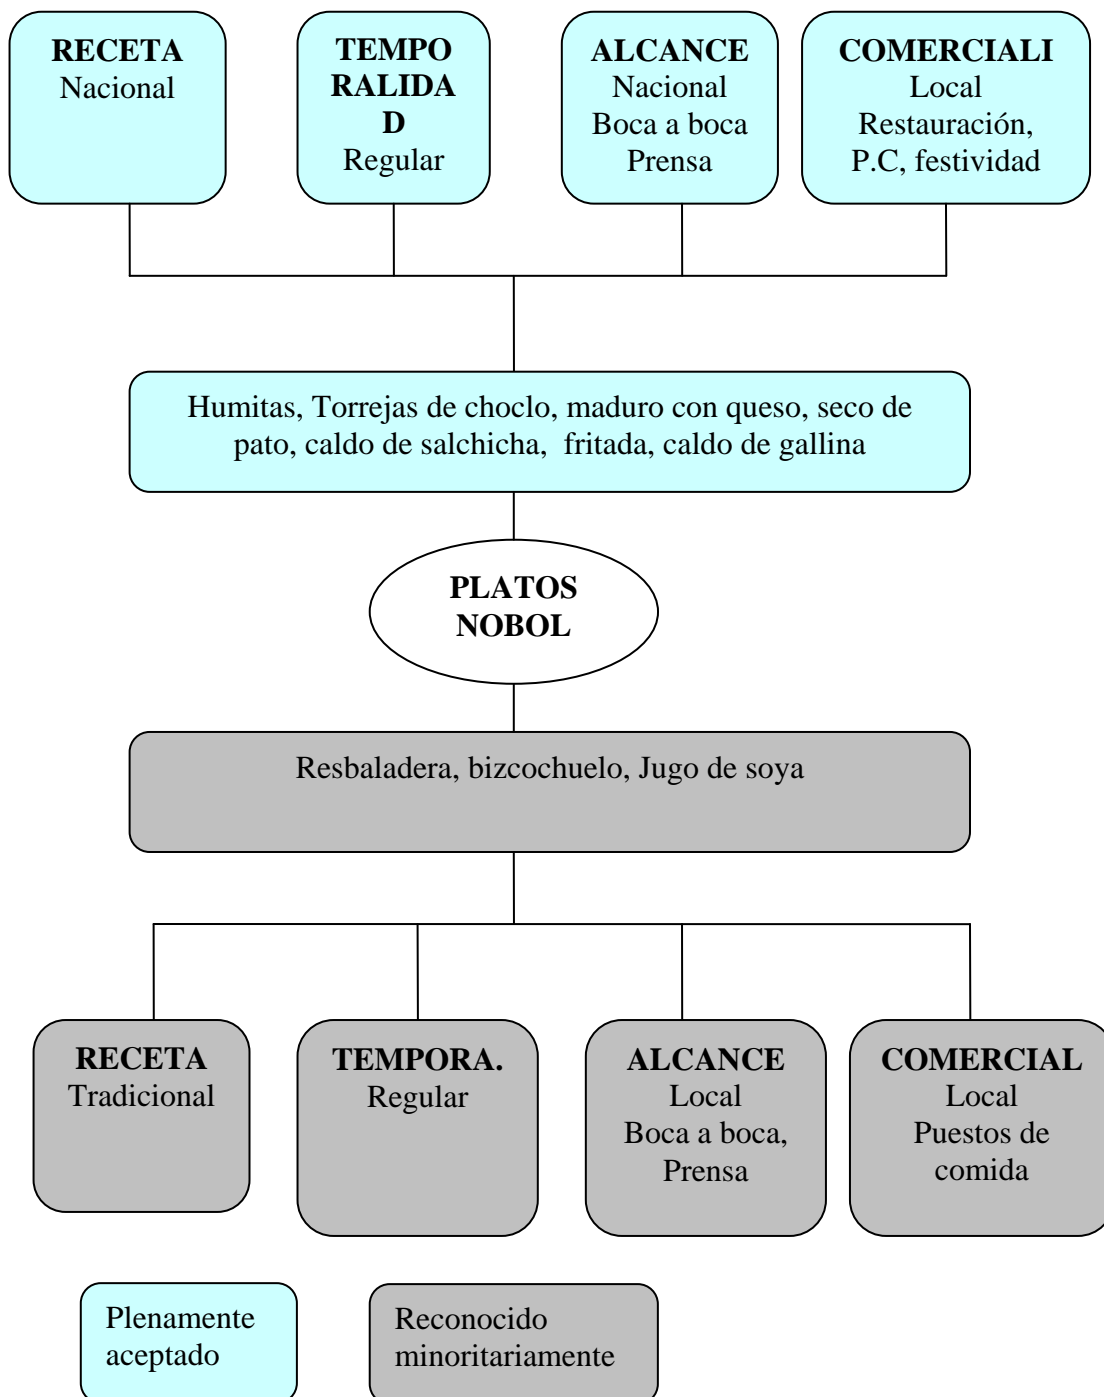 RECETA
Nacional
TEMPO
RALIDA
D
Regular
ALCANCE
Nacional
Boca a boca
Prensa
COMERCIALI
Local
Restauración,
P.C, festividad
Humitas, Torrejas de choclo, maduro con queso, seco de
pato, caldo de salchicha, fritada, caldo de gallina
PLATOS
NOBOL
Resbaladera, bizcochuelo, Jugo de soya
RECETA
Tradicional
TEMPORA.
Regular
ALCANCE
Local
Boca a boca,
Prensa
COMERCIAL
Local
Puestos de
comida
Plenamente
aceptado
Reconocido
minoritariamente